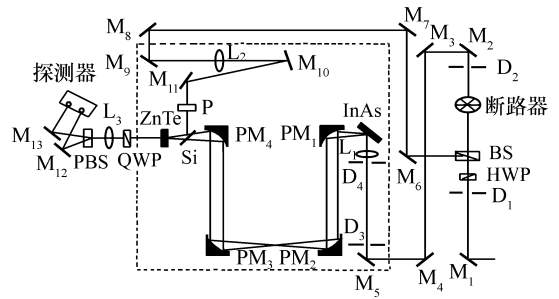 M8
M7
M3
M2
D2
M9
L2
M10
M11
探测器
断路器
ZnTe
P
InAs
L3
M13
M12
PBS
QWP
Si
PM4
PM1
L1
D4
M6
BS
HWP
D1
D3
PM3
PM2
M5
M4
M1